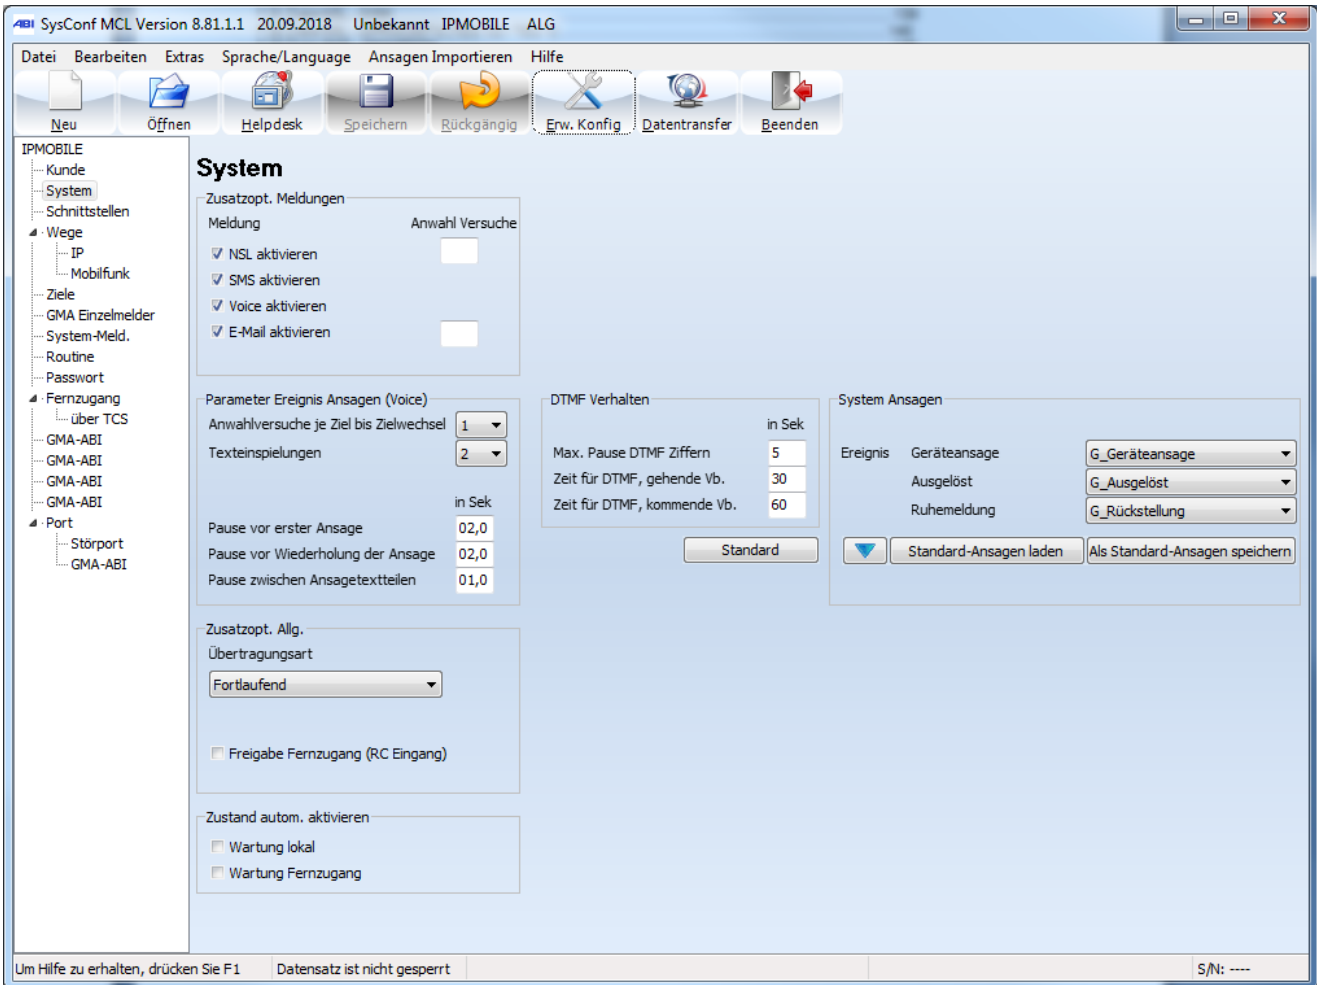 ABI SysConf MCL Version 8.81.1.1 20.09.2018 Unbekannt IPMOBILE ALG
Datei Bearbeiten Extras Sprache/Language Ansagen Importieren Hilfe
Neu Öffnen Helpdesk Speichern Rückgängig Erw. Konfig Datentransfer Beenden
IPMOBILE
Kunde
System
Schnittstellen
Wege
IP
Mobilfunk
Ziele
GMA Einzelmelder
System-Meld.
Routine
Passwort
Fernzugang
über TCS
GMA-ABI
GMA-ABI
GMA-ABI
GMA-ABI
Port
Störport
GMA-ABI
System
Zusatzopt. Meldungen
Meldung Anwahl Versuche
NSL aktivieren
SMS aktivieren
Voice aktivieren
E-Mail aktivieren
Parameter Ereignis Ansagen (Voice)
Anwahlversuche je Ziel bis Zielwechsel 1
Texteinspielungen 2
in Sek
Pause vor erster Ansage 02,0
Pause vor Wiederholung der Ansage 02,0
Pause zwischen Ansagetextteilen 01,0
DTMF Verhalten
in Sek
Max. Pause DTMF Ziffern 5
Zeit für DTMF, gehende Vb. 30
Zeit für DTMF, kommende Vb. 60
Standard
System Ansagen
Ereignis Geräteansage G_Geräteansage
Ausgelöst G_Ausgelöst
Ruhemeldung G_Rückstellung
Standard-Ansagen laden Als Standard-Ansagen speichern
Zusatzopt. Allg.
Übertragungsart
Fortlaufend
Freigabe Fernzugang (RC Eingang)
Zustand autom. aktivieren
Wartung lokal
Wartung Fernzugang
Um Hilfe zu erhalten, drücken Sie F1 Datensatz ist nicht gesperrt S/N: ----